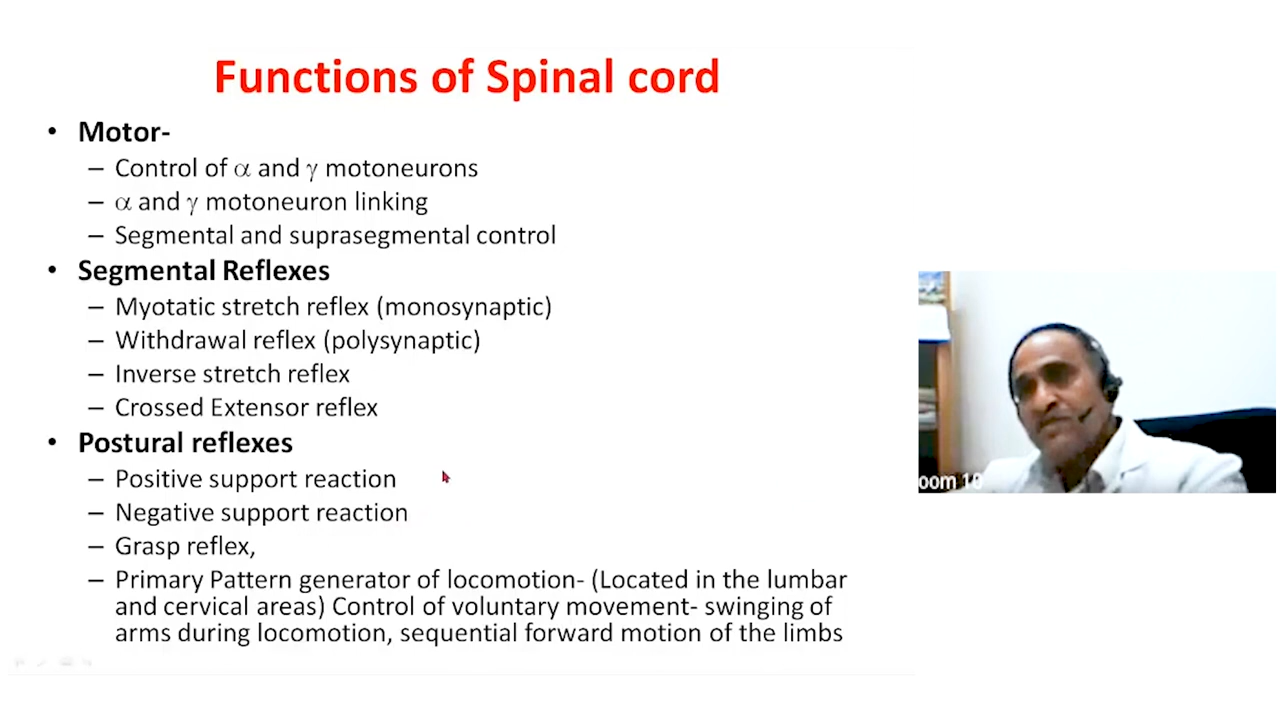 Functions of Spinal cord
• Motor-
– Control of α and γ motoneurons
– α and γ motoneuron linking
– Segmental and suprasegmental control
• Segmental Reflexes
– Myotatic stretch reflex (monosynaptic)
– Withdrawal reflex (polysynaptic)
– Inverse stretch reflex
– Crossed Extensor reflex
• Postural reflexes
– Positive support reaction
– Negative support reaction
– Grasp reflex,
– Primary Pattern generator of locomotion- (Located in the lumbar
and cervical areas) Control of voluntary movement- swinging of
arms during locomotion, sequential forward motion of the limbs
oom 10